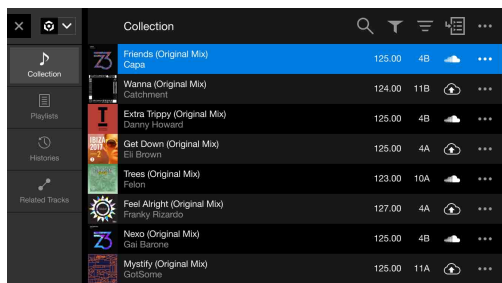 Collection
Collection
Playlists
Histories
Related Tracks
Friends (Original Mix)
Capa
125.00 4B
Wanna (Original Mix)
Catchment
124.00 11B
Extra Trippy (Original Mix)
Danny Howard
125.00 4B
IBIZA
2017
Get Down (Original Mix)
Eli Brown
125.00 4A
Trees (Original Mix)
Felon
123.00 10A
Feel Alright (Original Mix)
Franky Rizardo
127.00 4A
Nexo (Original Mix)
Gai Barone
125.00 4B
Mystify (Original Mix)
GotSome
125.00 11A